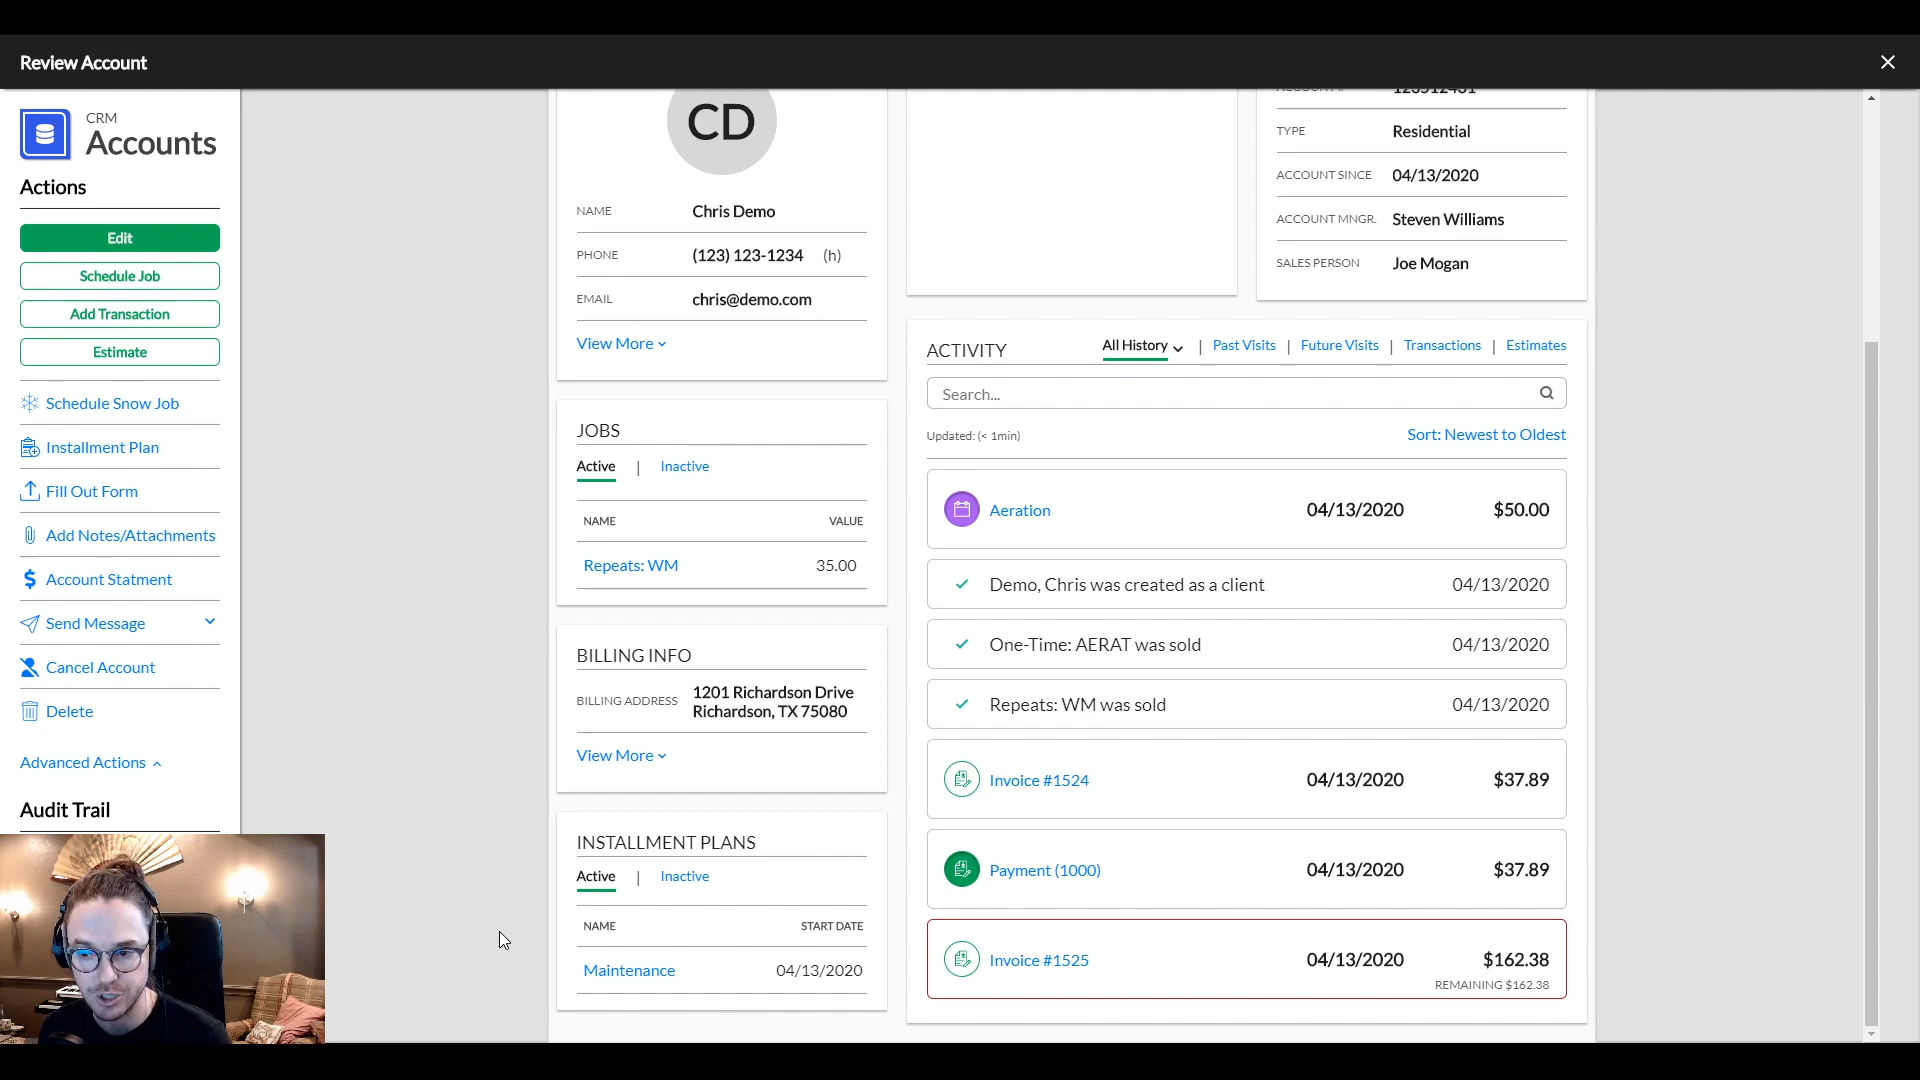 Review Account
CRM
Accounts
Actions
Edit
Schedule Job
Add Transaction
Estimate
Schedule Snow Job
Installment Plan
Fill Out Form
Add Notes/Attachments
Account Statment
Send Message
Cancel Account
Delete
Advanced Actions
Audit Trail
CD
NAME Chris Demo
PHONE (123) 123-1234 (h)
EMAIL chris@demo.com
View More
JOBS
Active | Inactive
NAME VALUE
Repeats: WM 35.00
BILLING INFO
BILLING ADDRESS 1201 Richardson Drive
Richardson, TX 75080
View More
INSTALLMENT PLANS
Active | Inactive
NAME START DATE
Maintenance 04/13/2020
TYPE Residential
ACCOUNT SINCE 04/13/2020
ACCOUNT MNGR. Steven Williams
SALES PERSON Joe Mogan
ACTIVITY All History | Past Visits | Future Visits | Transactions | Estimates
Search...
Updated: (< 1min) Sort: Newest to Oldest
Aeration 04/13/2020 $50.00
Demo, Chris was created as a client 04/13/2020
One-Time: AERAT was sold 04/13/2020
Repeats: WM was sold 04/13/2020
Invoice #1524 04/13/2020 $37.89
Payment (1000) 04/13/2020 $37.89
Invoice #1525 04/13/2020 $162.38
REMAINING $162.38